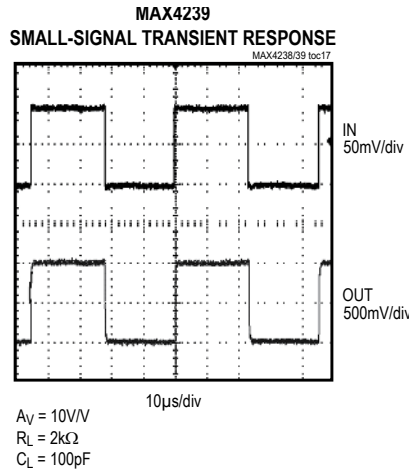 MAX4239
SMALL-SIGNAL TRANSIENT RESPONSE
MAX4238/39 toc17
IN
50mV/div
OUT
500mV/div
10µs/div
AV = 10V/V
RL = 2kΩ
CL = 100pF